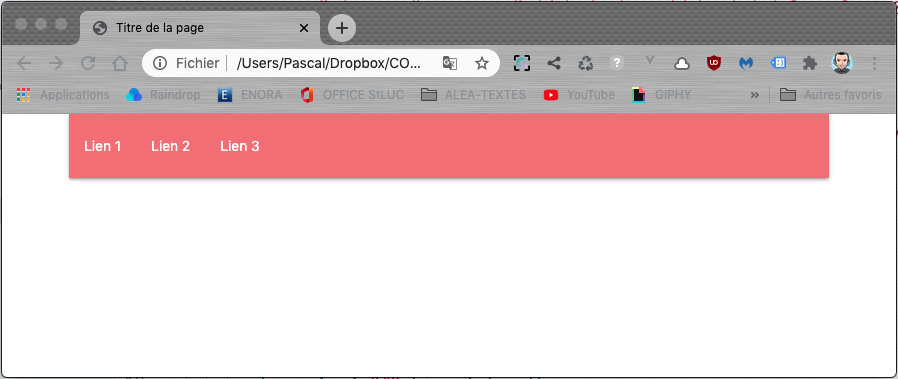 Titre de la page
Fichier /Users/Pascal/Dropbox/CO...
Applications Raindrop ENORA OFFICE StLUC ALEA-TEXTES YouTube GIPHY » Autres favoris
Lien 1 Lien 2 Lien 3